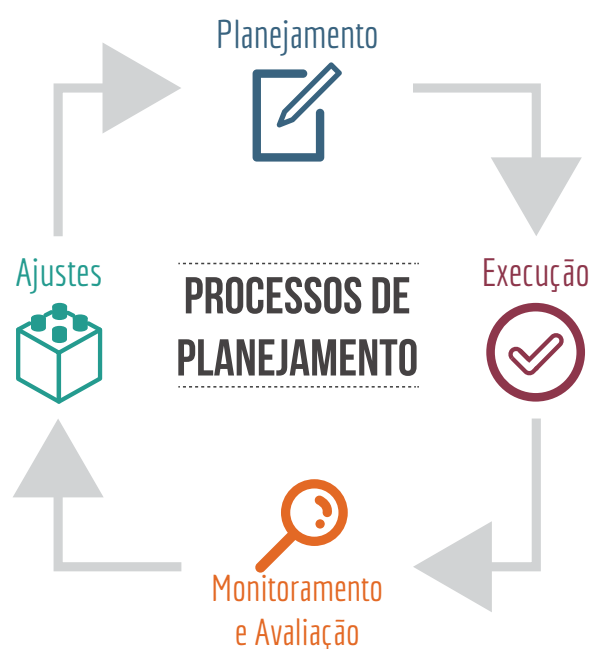 Planejamento
Ajustes
Execução
PROCESSOS DE
PLANEJAMENTO
Monitoramento
e Avaliação